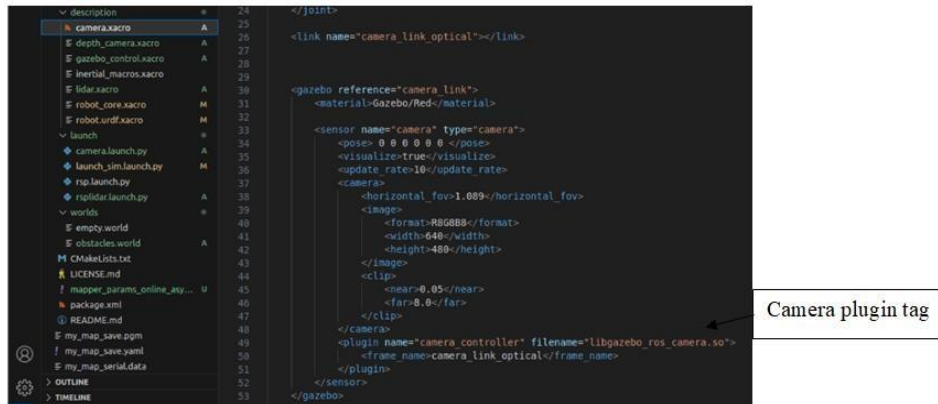 description
camera.xacro A
depth_camera.xacro A
gazebo_control.xacro A
inertial_macros.xacro
lidar.xacro A
robot_core.xacro M
robot.urdf.xacro M
launch
camera.launch.py A
launch_sim.launch.py M
rsp.launch.py
rsplidar.launch.py A
worlds
empty.world
obstacles.world A
CMakeLists.txt
LICENSE.md
mapper_params_online_asy... U
package.xml
README.md
my_map_save.pgm
my_map_save.yaml
my_map_serial.data
OUTLINE
TIMELINE
24 </joint>
25
26 <link name="camera_link_optical"></link>
27
28
29
30 <gazebo reference="camera_link">
31 <material>Gazebo/Red</material>
32
33 <sensor name="camera" type="camera">
34 <pose> 0 0 0 0 0 0 </pose>
35 <visualize>true</visualize>
36 <update_rate>10</update_rate>
37 <camera>
38 <horizontal_fov>1.089</horizontal_fov>
39 <image>
40 <format>R8G8B8</format>
41 <width>640</width>
42 <height>480</height>
43 </image>
44 <clip>
45 <near>0.05</near>
46 <far>8.0</far>
47 </clip>
48 </camera>
49 <plugin name="camera_controller" filename="libgazebo_ros_camera.so">
50 <frame_name>camera_link_optical</frame_name>
51 </plugin>
52 </sensor>
53 </gazebo>
Camera plugin tag